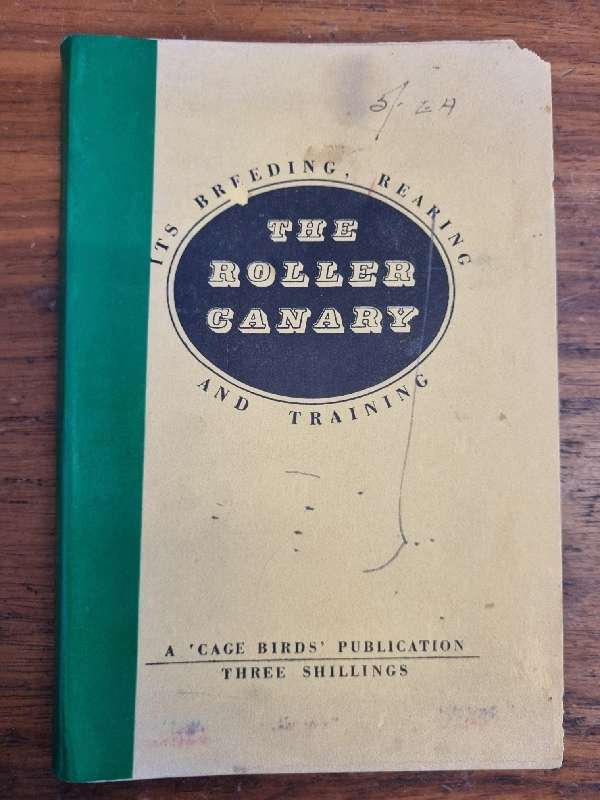 ITS BREEDING, REARING
THE
ROLLER
CANARY
AND TRAINING
A 'CAGE BIRDS' PUBLICATION
THREE SHILLINGS